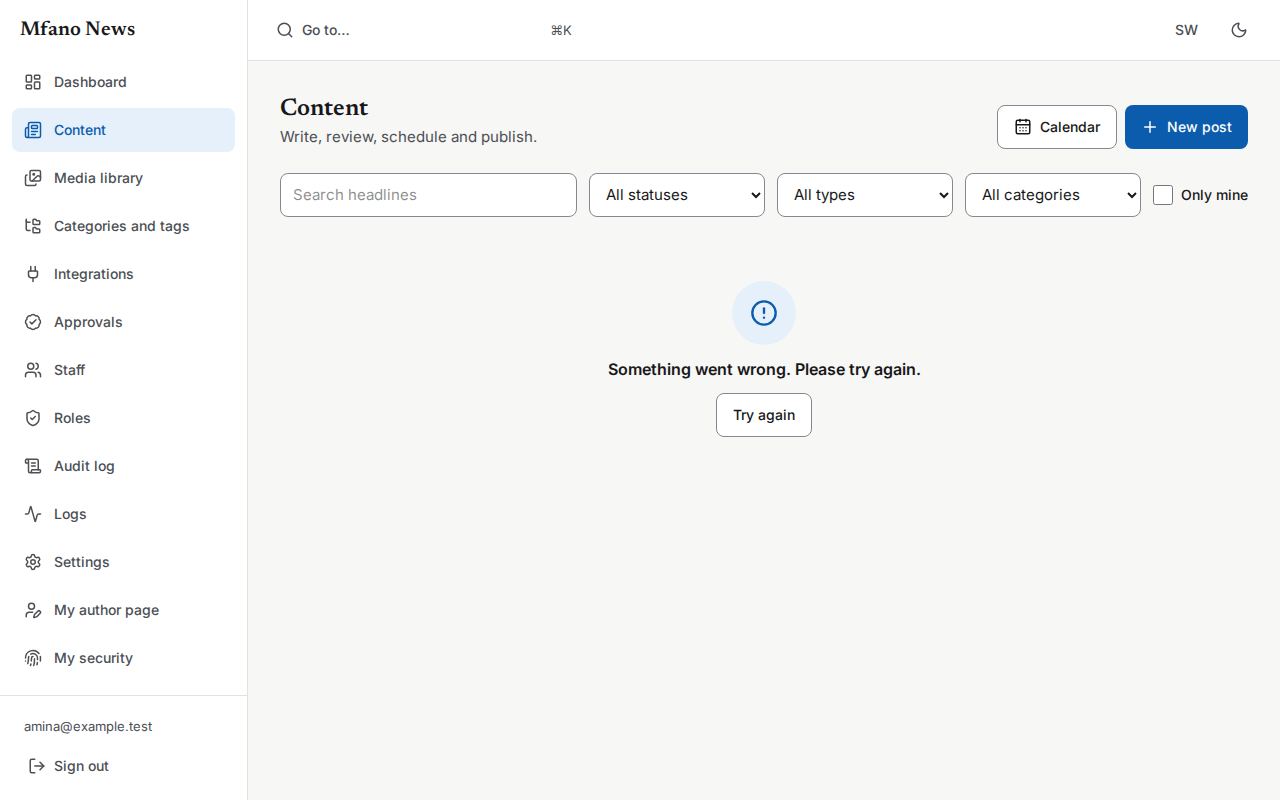 Mfano News
Go to...
⌘K
SW
Dashboard
Content
Media library
Categories and tags
Integrations
Approvals
Staff
Roles
Audit log
Logs
Settings
My author page
My security
amina@example.test
Sign out
Content
Write, review, schedule and publish.
Calendar
New post
Search headlines
All statuses
All types
All categories
Only mine
Something went wrong. Please try again.
Try again